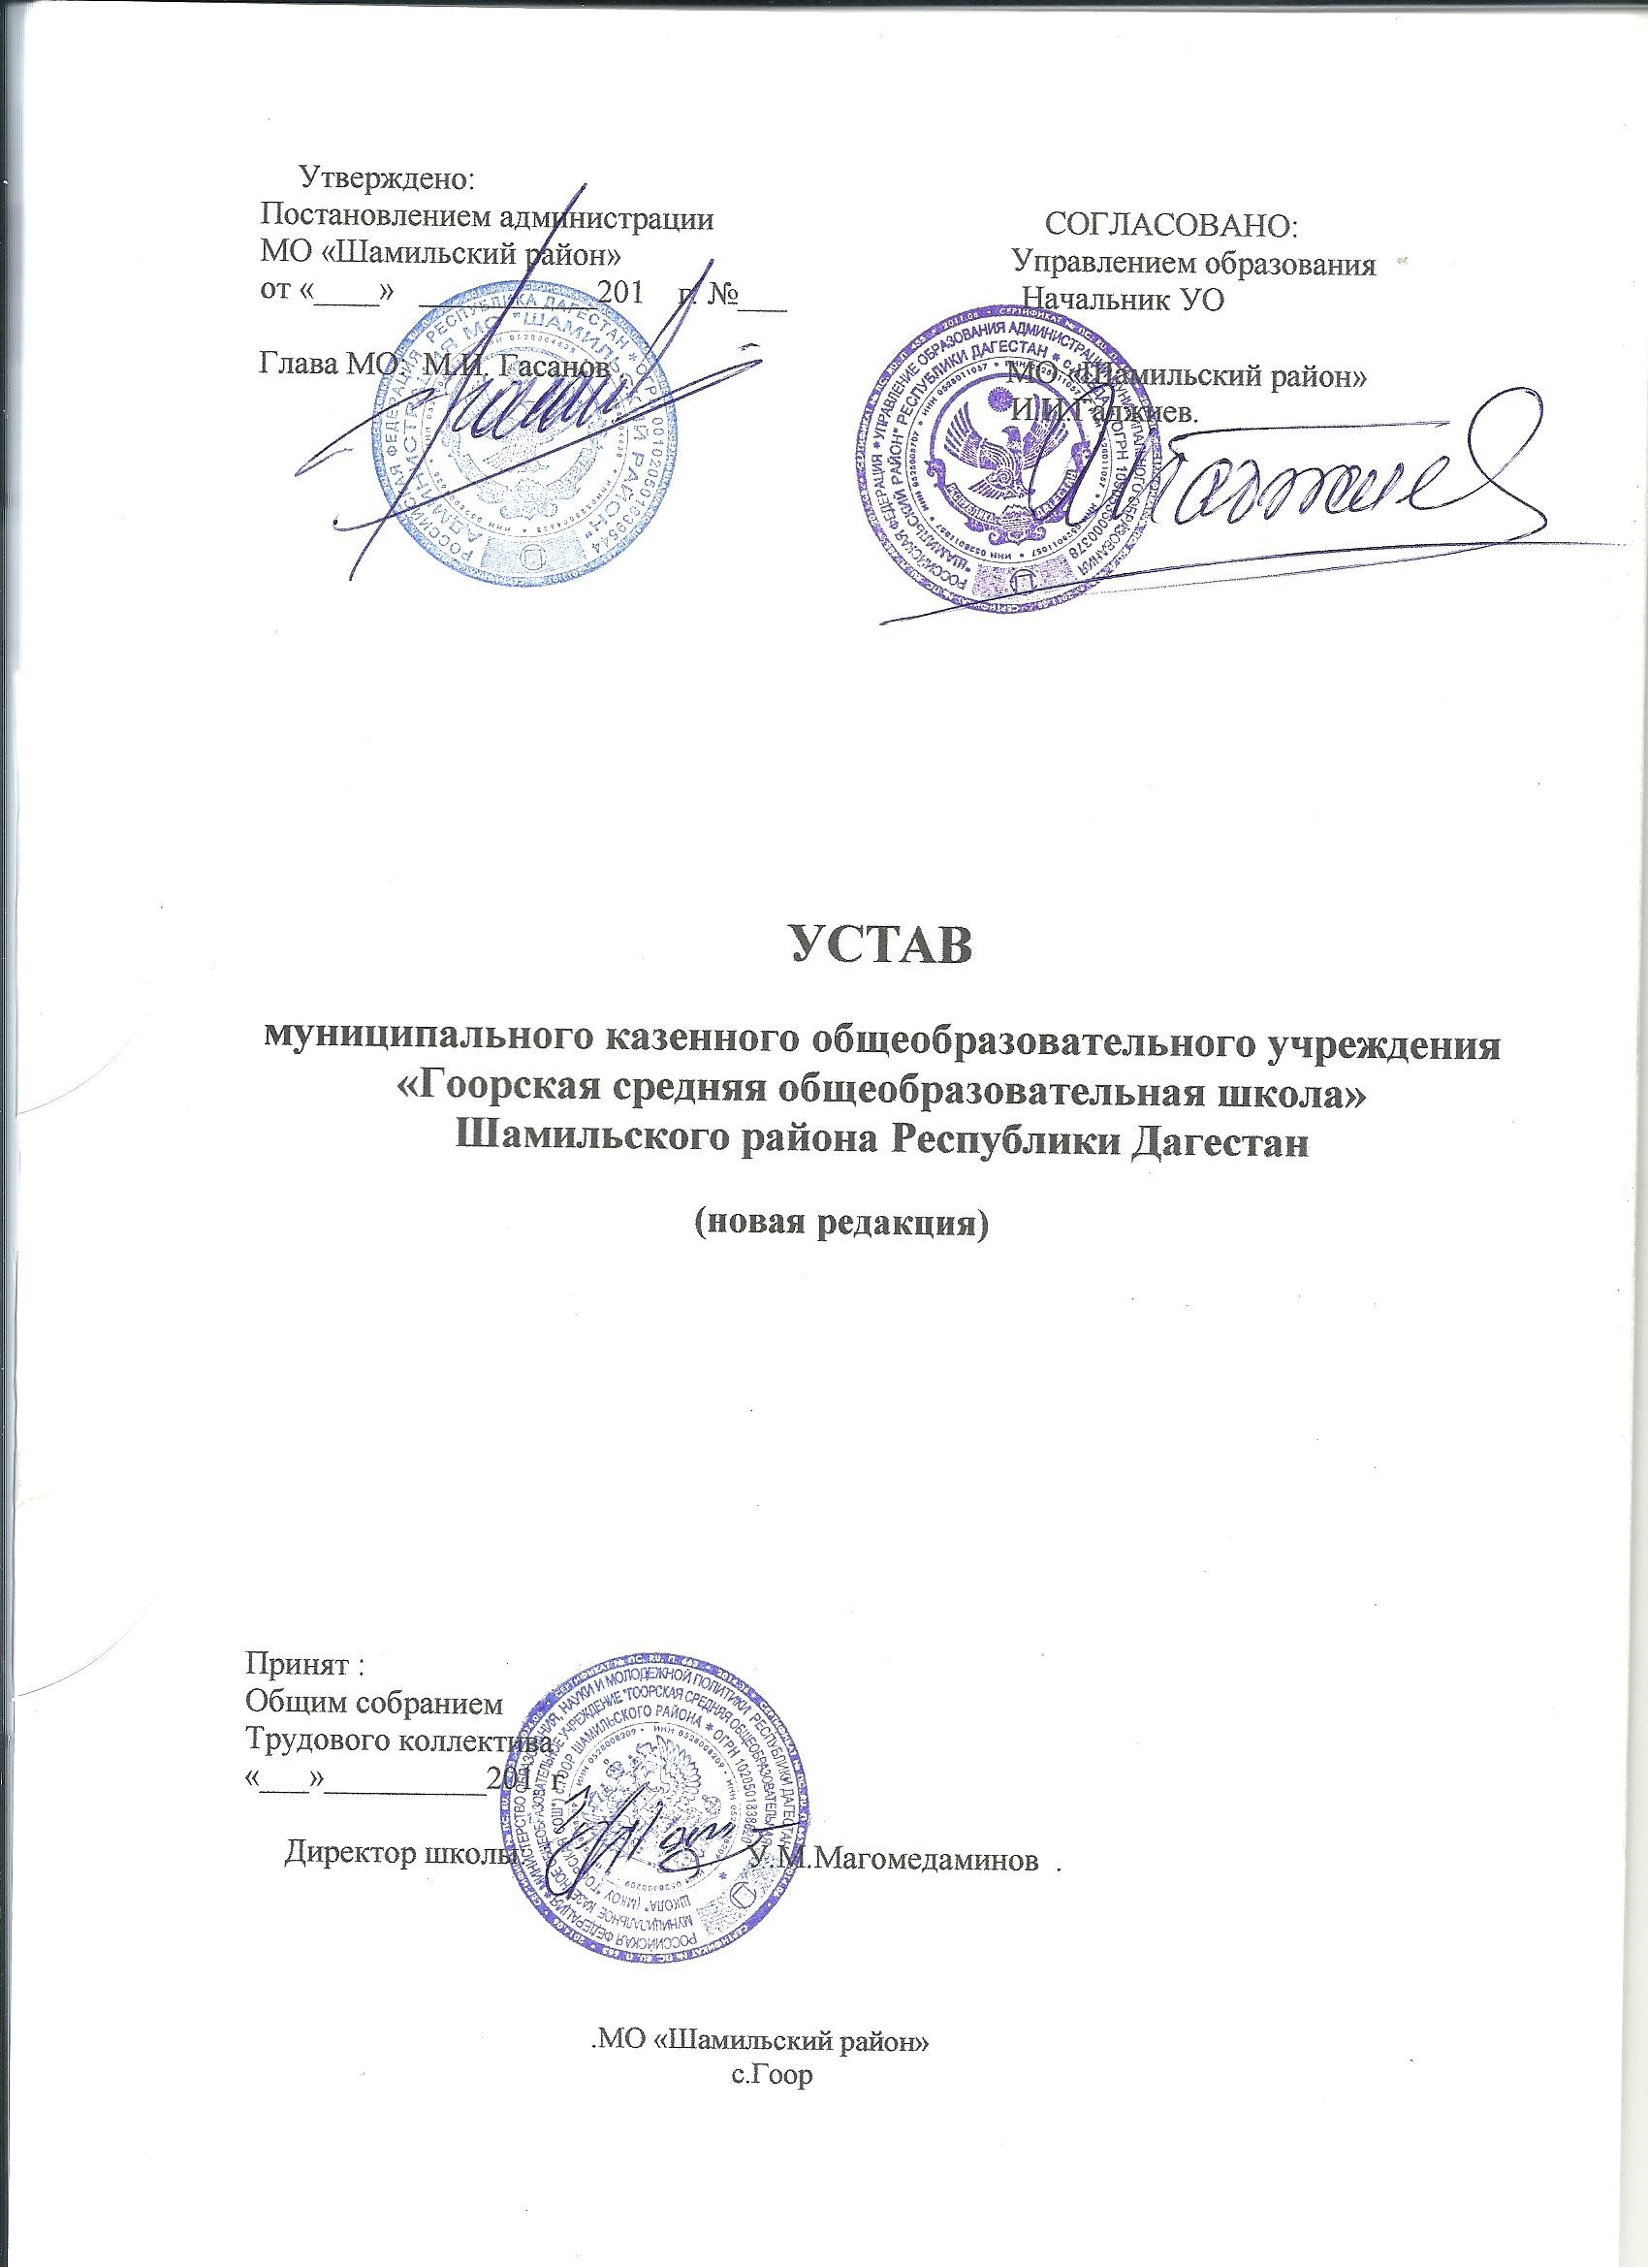 Утверждено:
Постановлением администрации
МО «Шамильский район»
от «____» ___________201 г. №___
Глава МО: М.И. Гасанов
СОГЛАСОВАНО:
Управлением образования
Начальник УО
МО «Шамильский район»
И.И.Гаджиев.
УСТАВ
муниципального казенного общеобразовательного учреждения
«Гоорская средняя общеобразовательная школа»
Шамильского района Республики Дагестан
(новая редакция)
Принят :
Общим собранием
Трудового коллектива
«___»__________201 г
Директор школы У.М.Магомедаминов .
.МО «Шамильский район»
с.Гоор